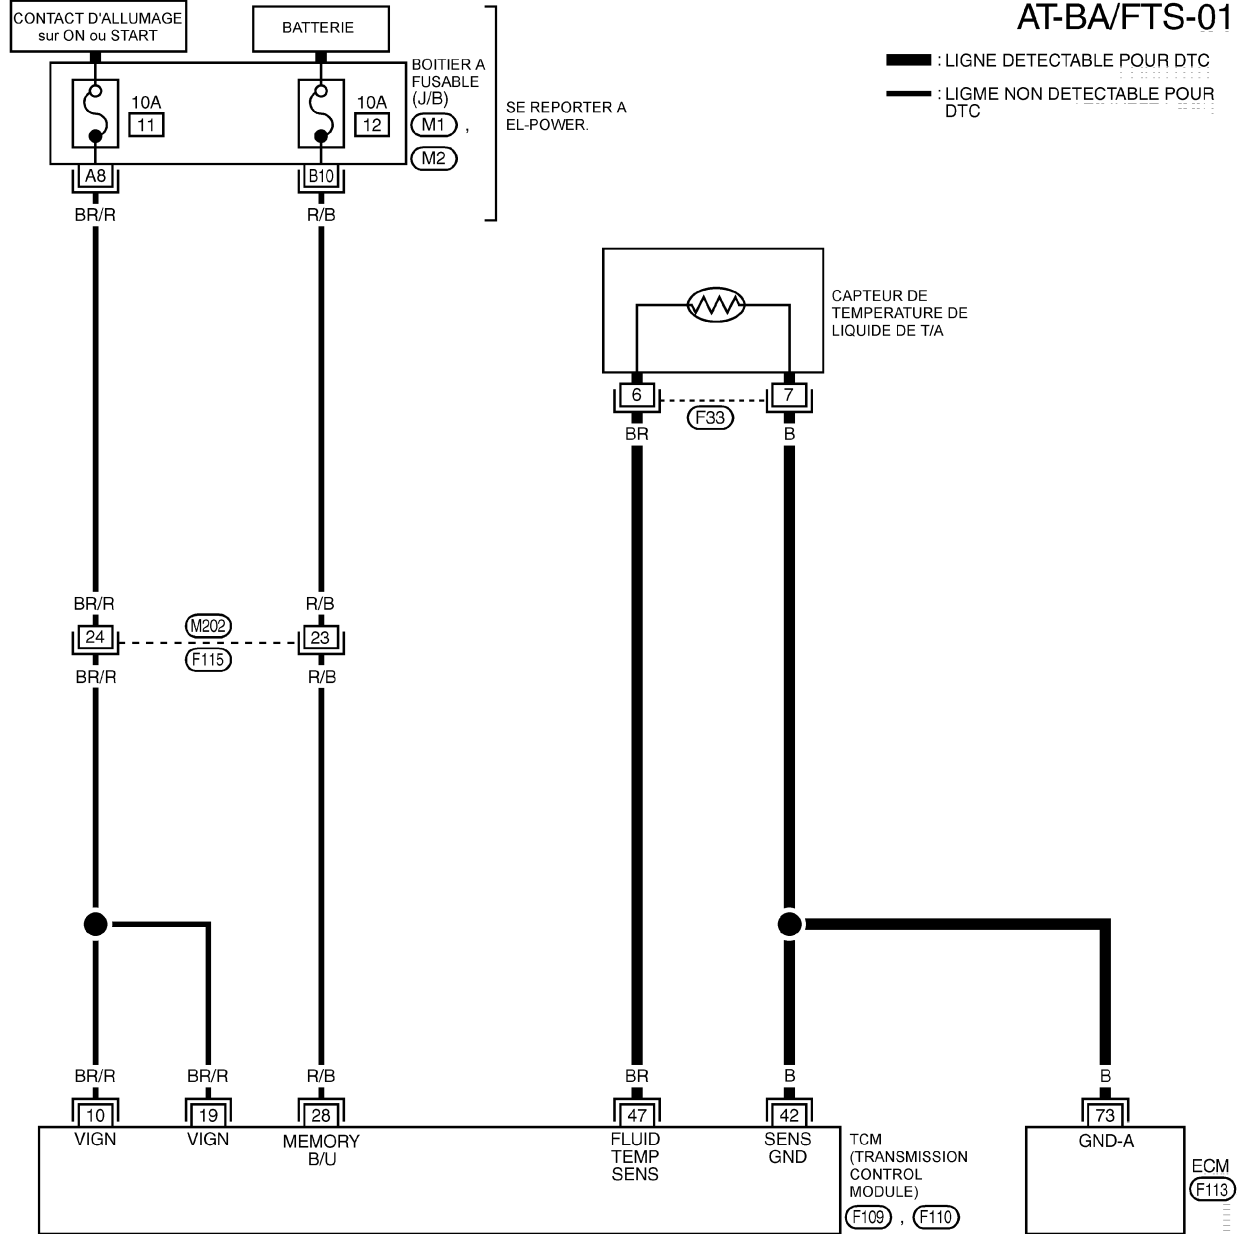 AT-BA/FTS-01
CONTACT D'ALLUMAGE
sur ON ou START
BATTERIE
: LIGNE DETECTABLE POUR DTC
: LIGME NON DETECTABLE POUR
DTC
10A
11
10A
12
BOITIER A
FUSABLE
(J/B)
M1 ,
M2
SE REPORTER A
EL-POWER.
A8
B10
BR/R
R/B
CAPTEUR DE
TEMPERATURE DE
LIQUIDE DE T/A
6
7
F33
BR
B
BR/R
R/B
24
M202
F115
23
BR/R
R/B
BR/R
BR/R
R/B
BR
B
B
10
19
28
47
42
73
VIGN
VIGN
MEMORY
B/U
FLUID
TEMP
SENS
SENS
GND
TCM
(TRANSMISSION
CONTROL
MODULE)
F109 , F110
GND-A
ECM
F113